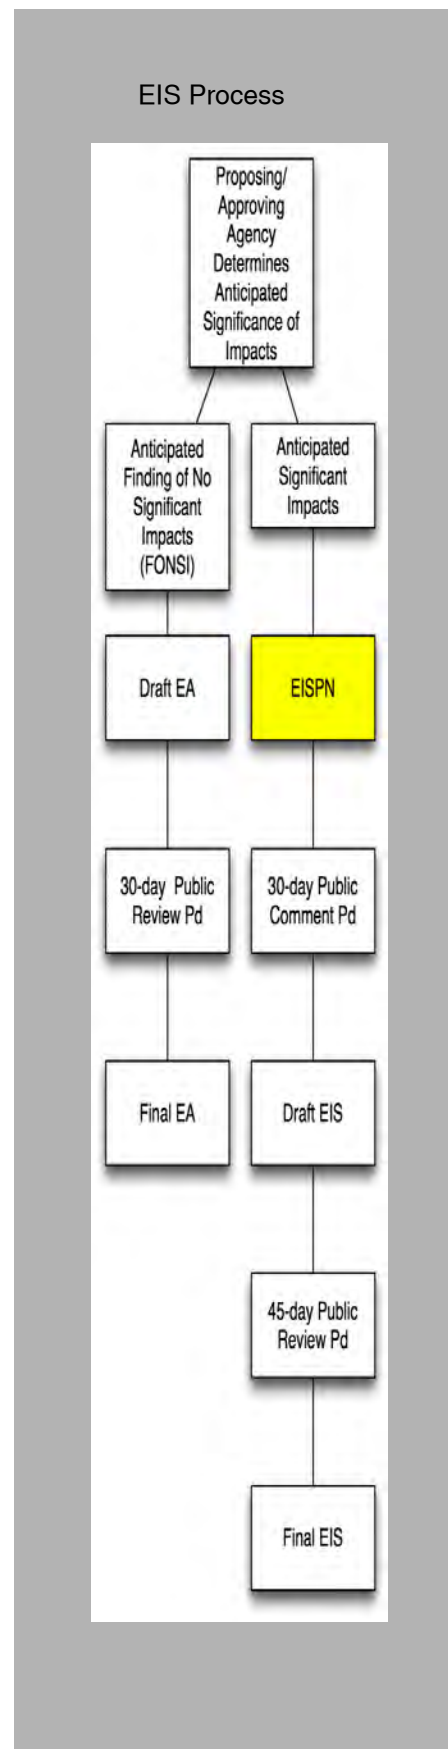 EIS Process
Proposing/
Approving
Agency
Determines
Anticipated
Significance of
Impacts
Anticipated
Finding of No
Significant
Impacts
(FONSI)
Anticipated
Significant
Impacts
Draft EA
EISPN
30-day Public
Review Pd
30-day Public
Comment Pd
Final EA
Draft EIS
45-day Public
Review Pd
Final EIS